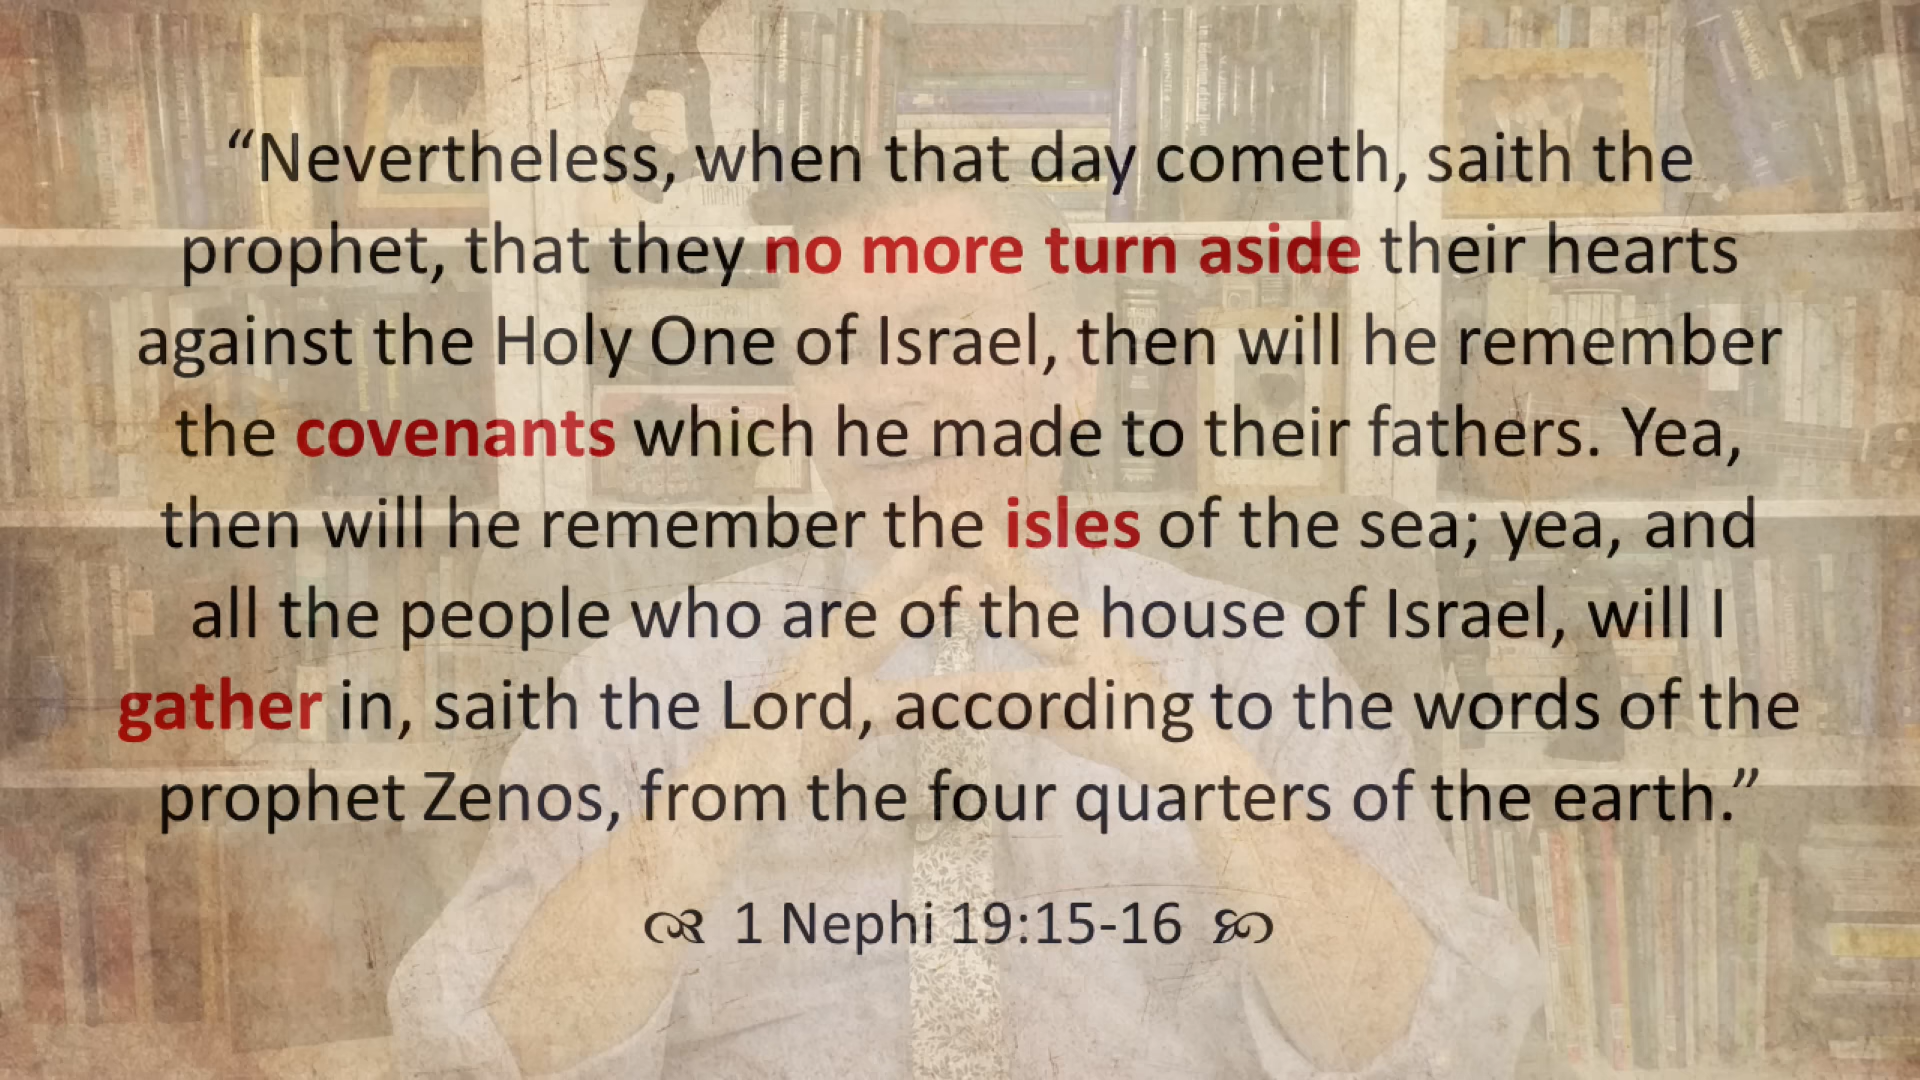 “Nevertheless, when that day cometh, saith the
prophet, that they no more turn aside their hearts
against the Holy One of Israel, then will he remember
the covenants which he made to their fathers. Yea,
then will he remember the isles of the sea; yea, and
all the people who are of the house of Israel, will I
gather in, saith the Lord, according to the words of the
prophet Zenos, from the four quarters of the earth.”
1 Nephi 19:15-16